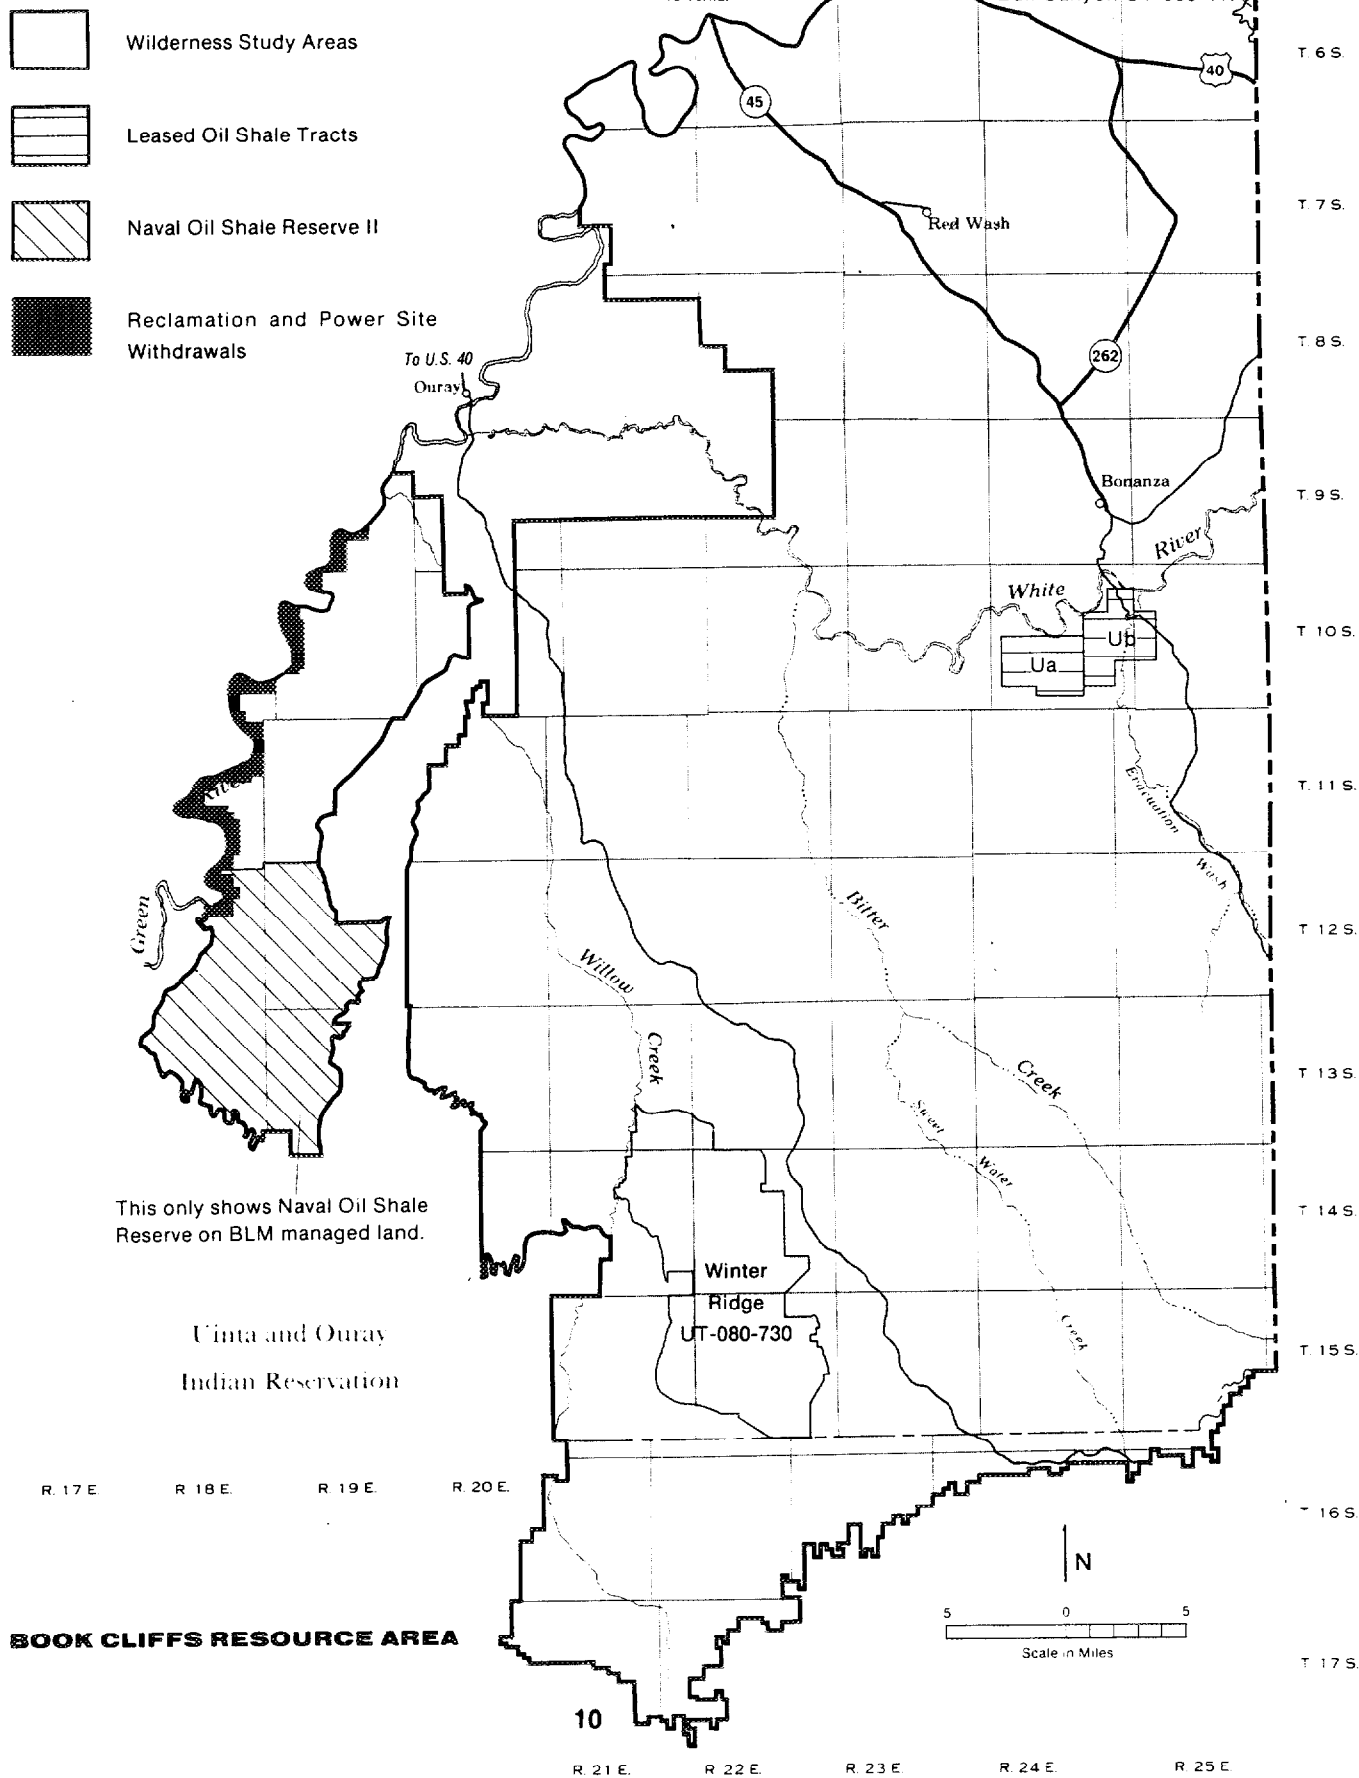 Wilderness Study Areas
Leased Oil Shale Tracts
Naval Oil Shale Reserve II
Reclamation and Power Site
Withdrawals
T. 6 S.
40
45
T. 7 S.
Red Wash
T. 8 S.
To U.S. 40
Ouray
262
T. 9 S.
Bonanza
River
White
T 10 S.
Ub
Ua
T. 11 S.
River
Evacuation
Wash
Green
Bitter
T 12 S.
Willow
Creek
Creek
T 13 S.
Sweet
Water
Creek
This only shows Naval Oil Shale
Reserve on BLM managed land.
T 14 S.
Winter
Ridge
UT-080-730
Uinta and Ouray
Indian Reservation
T. 15 S.
R. 17 E.
R 18 E.
R. 19 E.
R. 20 E.
T 16 S.
N
5 0 5
Scale in Miles
BOOK CLIFFS RESOURCE AREA
T 17 S.
10
R. 21 E.
R 22 E.
R. 23 E.
R. 24 E.
R. 25 E.